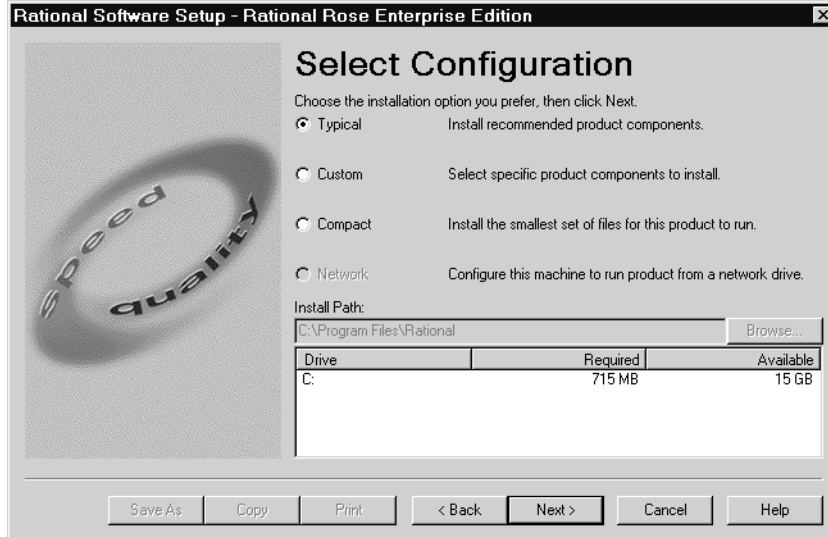 Rational Software Setup - Rational Rose Enterprise Edition
speed
quality
Select Configuration
Choose the installation option you prefer, then click Next.
Typical Install recommended product components.
Custom Select specific product components to install.
Compact Install the smallest set of files for this product to run.
Network Configure this machine to run product from a network drive.
Install Path:
C:\Program Files\Rational Browse...
Drive Required Available
C: 715 MB 15 GB
Save As Copy Print < Back Next > Cancel Help